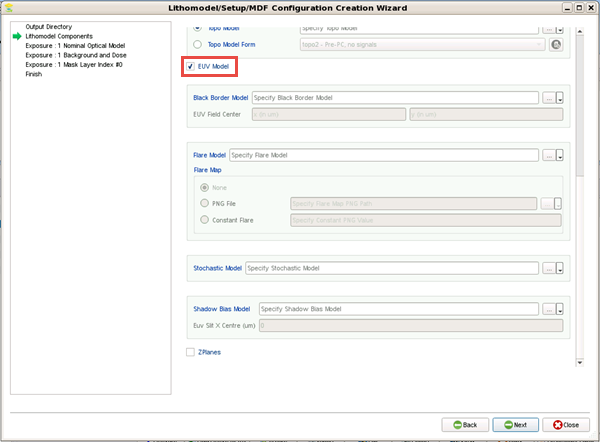 Lithomodel/Setup/MDF Configuration Creation Wizard
Output Directory
Lithomodel Components
Exposure : 1 Nominal Optical Model
Exposure : 1 Background and Dose
Exposure : 1 Mask Layer Index #0
Finish
Topo Model Specify Topo Model
Topo Model Form topo2 - Pre-PC, no signals
EUV Model
Black Border Model Specify Black Border Model ...
EUV Field Center x (in um) y (in um)
Flare Model Specify Flare Model ...
Flare Map
None
PNG File Specify Flare Map PNG Path
Constant Flare Specify Constant PNG Value
Stochastic Model Specify Stochastic Model ...
Shadow Bias Model Specify Shadow Bias Model ...
Euv Slit X Centre (um) 0
ZPlanes
Back Next Close